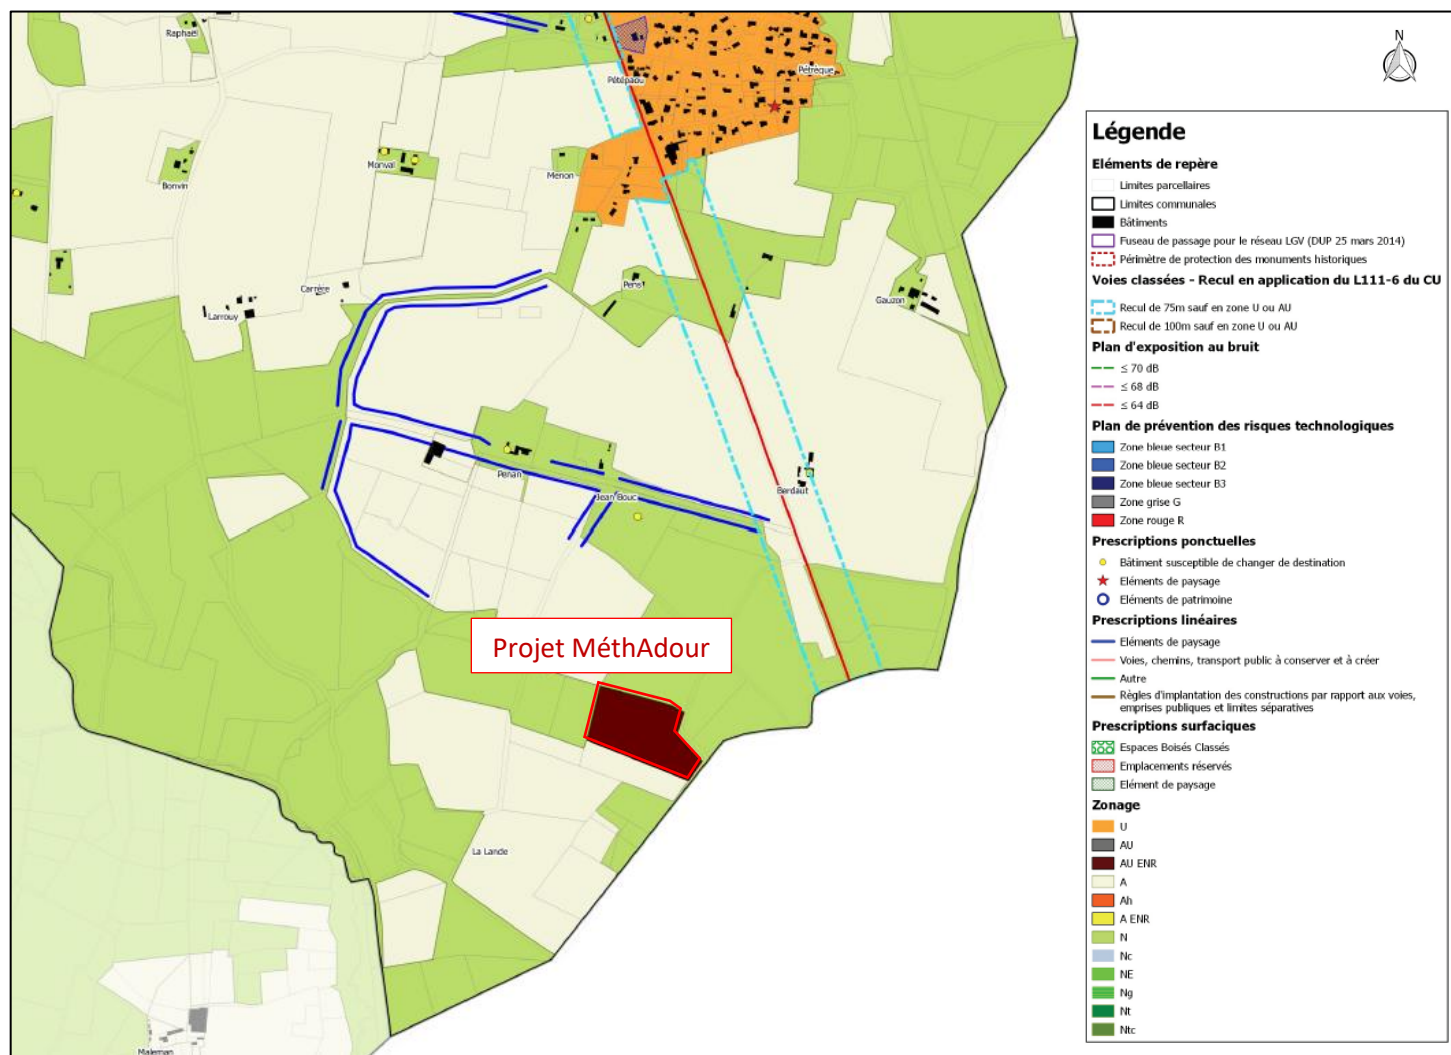 Raphaël
Pétépaou
Pétrèque
Monval
Bonvin
Menon
Carrère
Larrouy
Pens
Gauzon
Penan
Jean Bouc
Berdaut
Projet MéthAdour
La Lande
Maleman
N
Légende
Eléments de repère
Limites parcellaires
Limites communales
Bâtiments
Fuseau de passage pour le réseau LGV (DUP 25 mars 2014)
Périmètre de protection des monuments historiques
Voies classées - Recul en application du L111-6 du CU
Recul de 75m sauf en zone U ou AU
Recul de 100m sauf en zone U ou AU
Plan d'exposition au bruit
≤ 70 dB
≤ 68 dB
≤ 64 dB
Plan de prévention des risques technologiques
Zone bleue secteur B1
Zone bleue secteur B2
Zone bleue secteur B3
Zone grise G
Zone rouge R
Prescriptions ponctuelles
Bâtiment susceptible de changer de destination
Eléments de paysage
Eléments de patrimoine
Prescriptions linéaires
Eléments de paysage
Voies, chemins, transport public à conserver et à créer
Autre
Règles d'implantation des constructions par rapport aux voies,
emprises publiques et limites séparatives
Prescriptions surfaciques
Espaces Boisés Classés
Emplacements réservés
Elément de paysage
Zonage
U
AU
AU ENR
A
Ah
A ENR
N
Nc
NE
Ng
Nt
Ntc